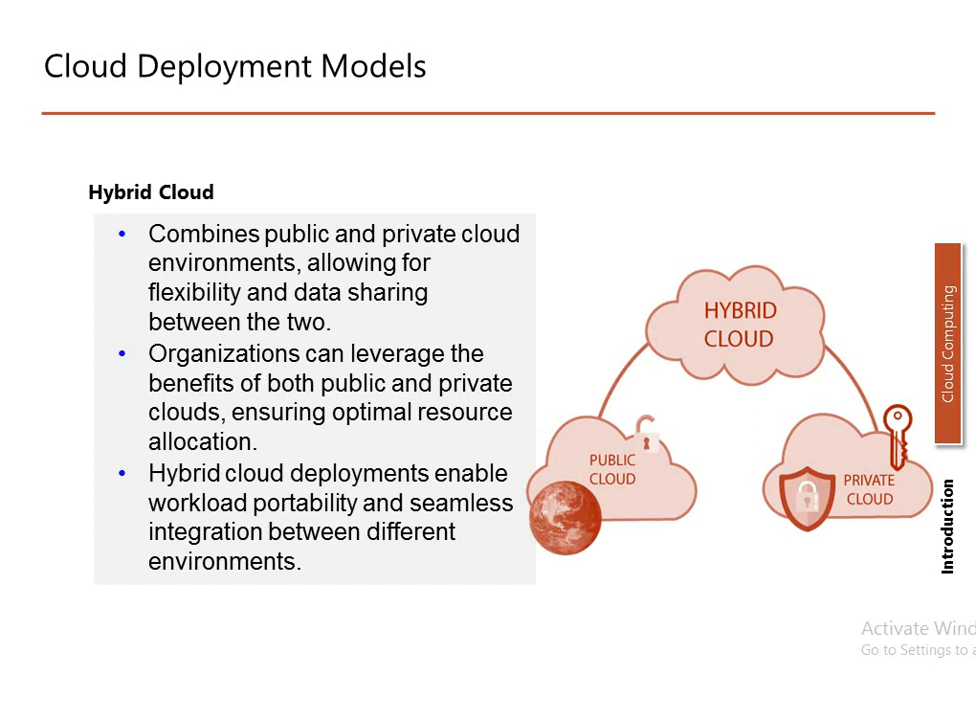 Cloud Deployment Models
Hybrid Cloud
• Combines public and private cloud
environments, allowing for
flexibility and data sharing
between the two.
• Organizations can leverage the
benefits of both public and private
clouds, ensuring optimal resource
allocation.
• Hybrid cloud deployments enable
workload portability and seamless
integration between different
environments.
HYBRID
CLOUD
PUBLIC
CLOUD
PRIVATE
CLOUD
Cloud Computing
Introduction
Activate Wind
Go to Settings to a